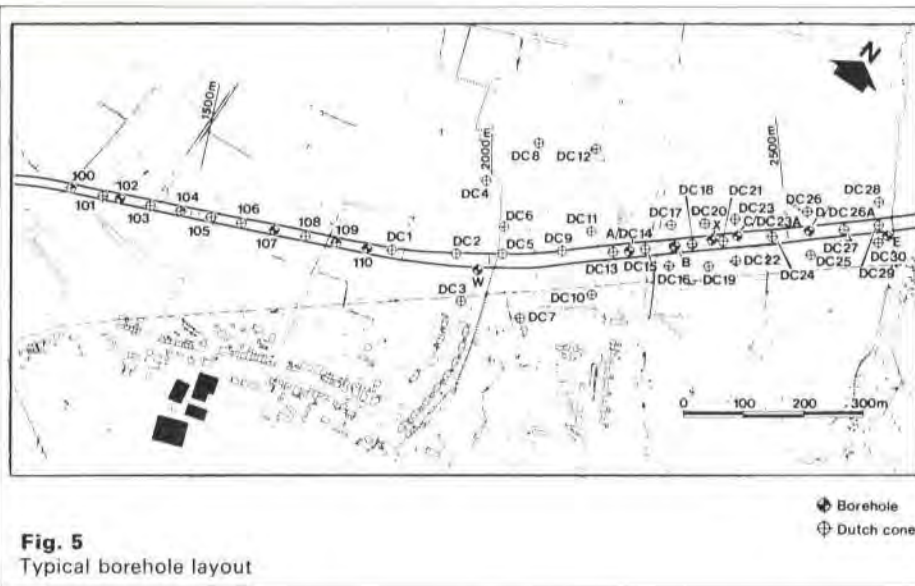 N
1500m
2000mE
2500mE
100
102
101
103
104
105
106
107
108
109
110
DC1
DC2
DC3
DC4
DC5
DC6
DC7
DC8
DC9
DC10
DC11
DC12
DC13
A/DC14
DC15
DC16
DC17
DC18
DC19
DC20
DC21
DC22
DC23
C/DC23A
DC24
DC25
DC26
D/DC26A
DC27
DC28
DC29
DC30
W
X
B
E
0 100 200 300m
Borehole
Dutch cone
Fig. 5
Typical borehole layout